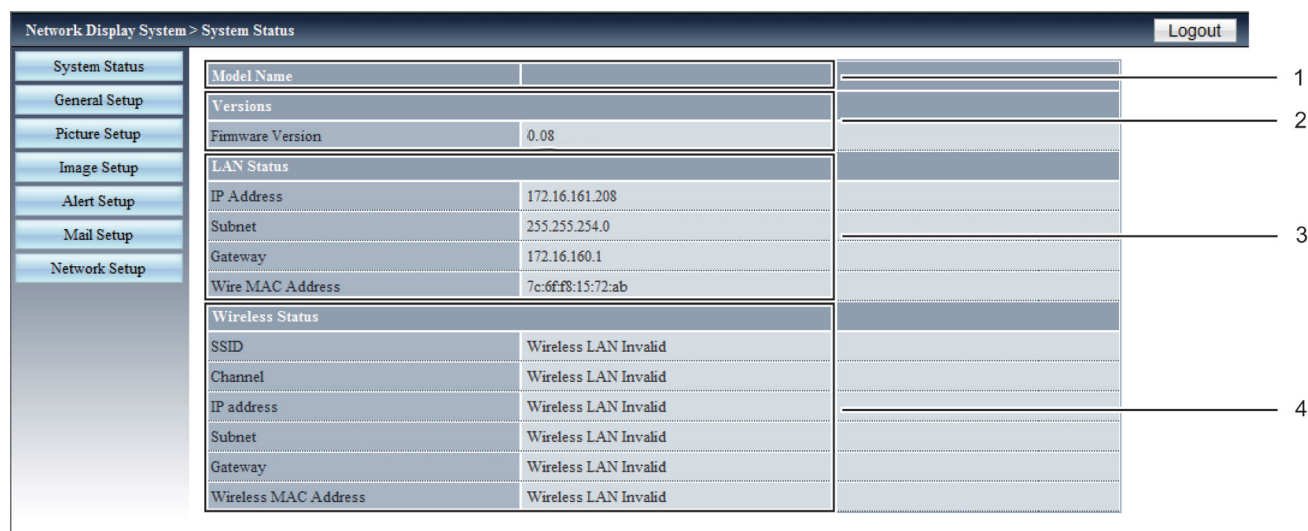 Network Display System > System Status
Logout
System Status
General Setup
Picture Setup
Image Setup
Alert Setup
Mail Setup
Network Setup
Model Name
1
Versions
2
Firmware Version 0.08
LAN Status
IP Address 172.16.161.208
Subnet 255.255.254.0
3
Gateway 172.16.160.1
Wire MAC Address 7c:6f:f8:15:72:ab
Wireless Status
SSID Wireless LAN Invalid
Channel Wireless LAN Invalid
IP address Wireless LAN Invalid
4
Subnet Wireless LAN Invalid
Gateway Wireless LAN Invalid
Wireless MAC Address Wireless LAN Invalid